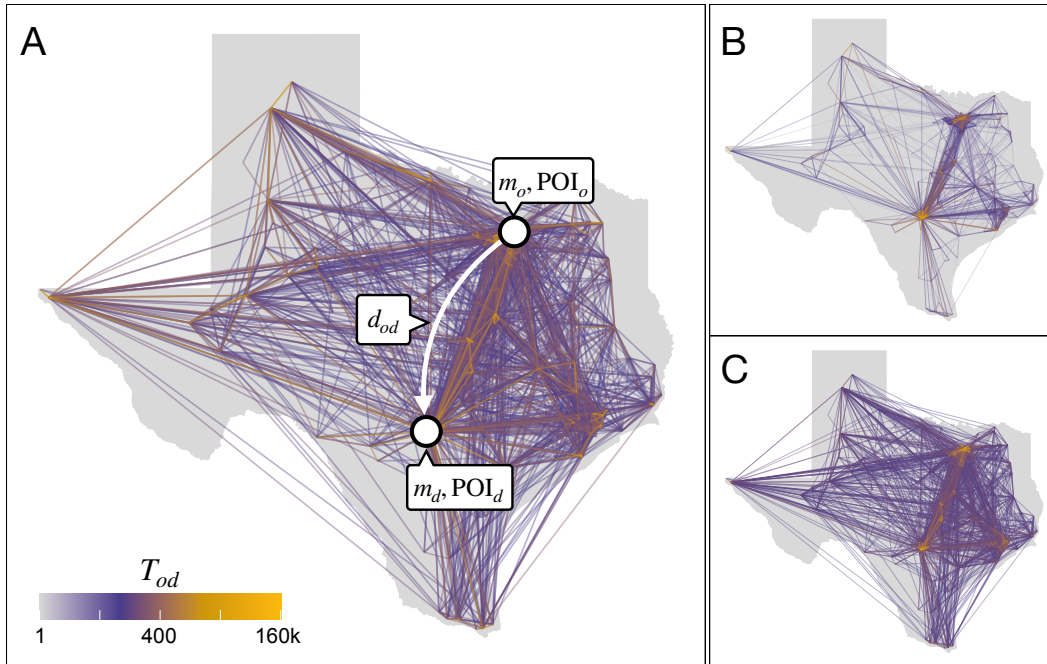 A
m_o, POI_o
d_od
m_d, POI_d
T_od
1 400 160k
B
C